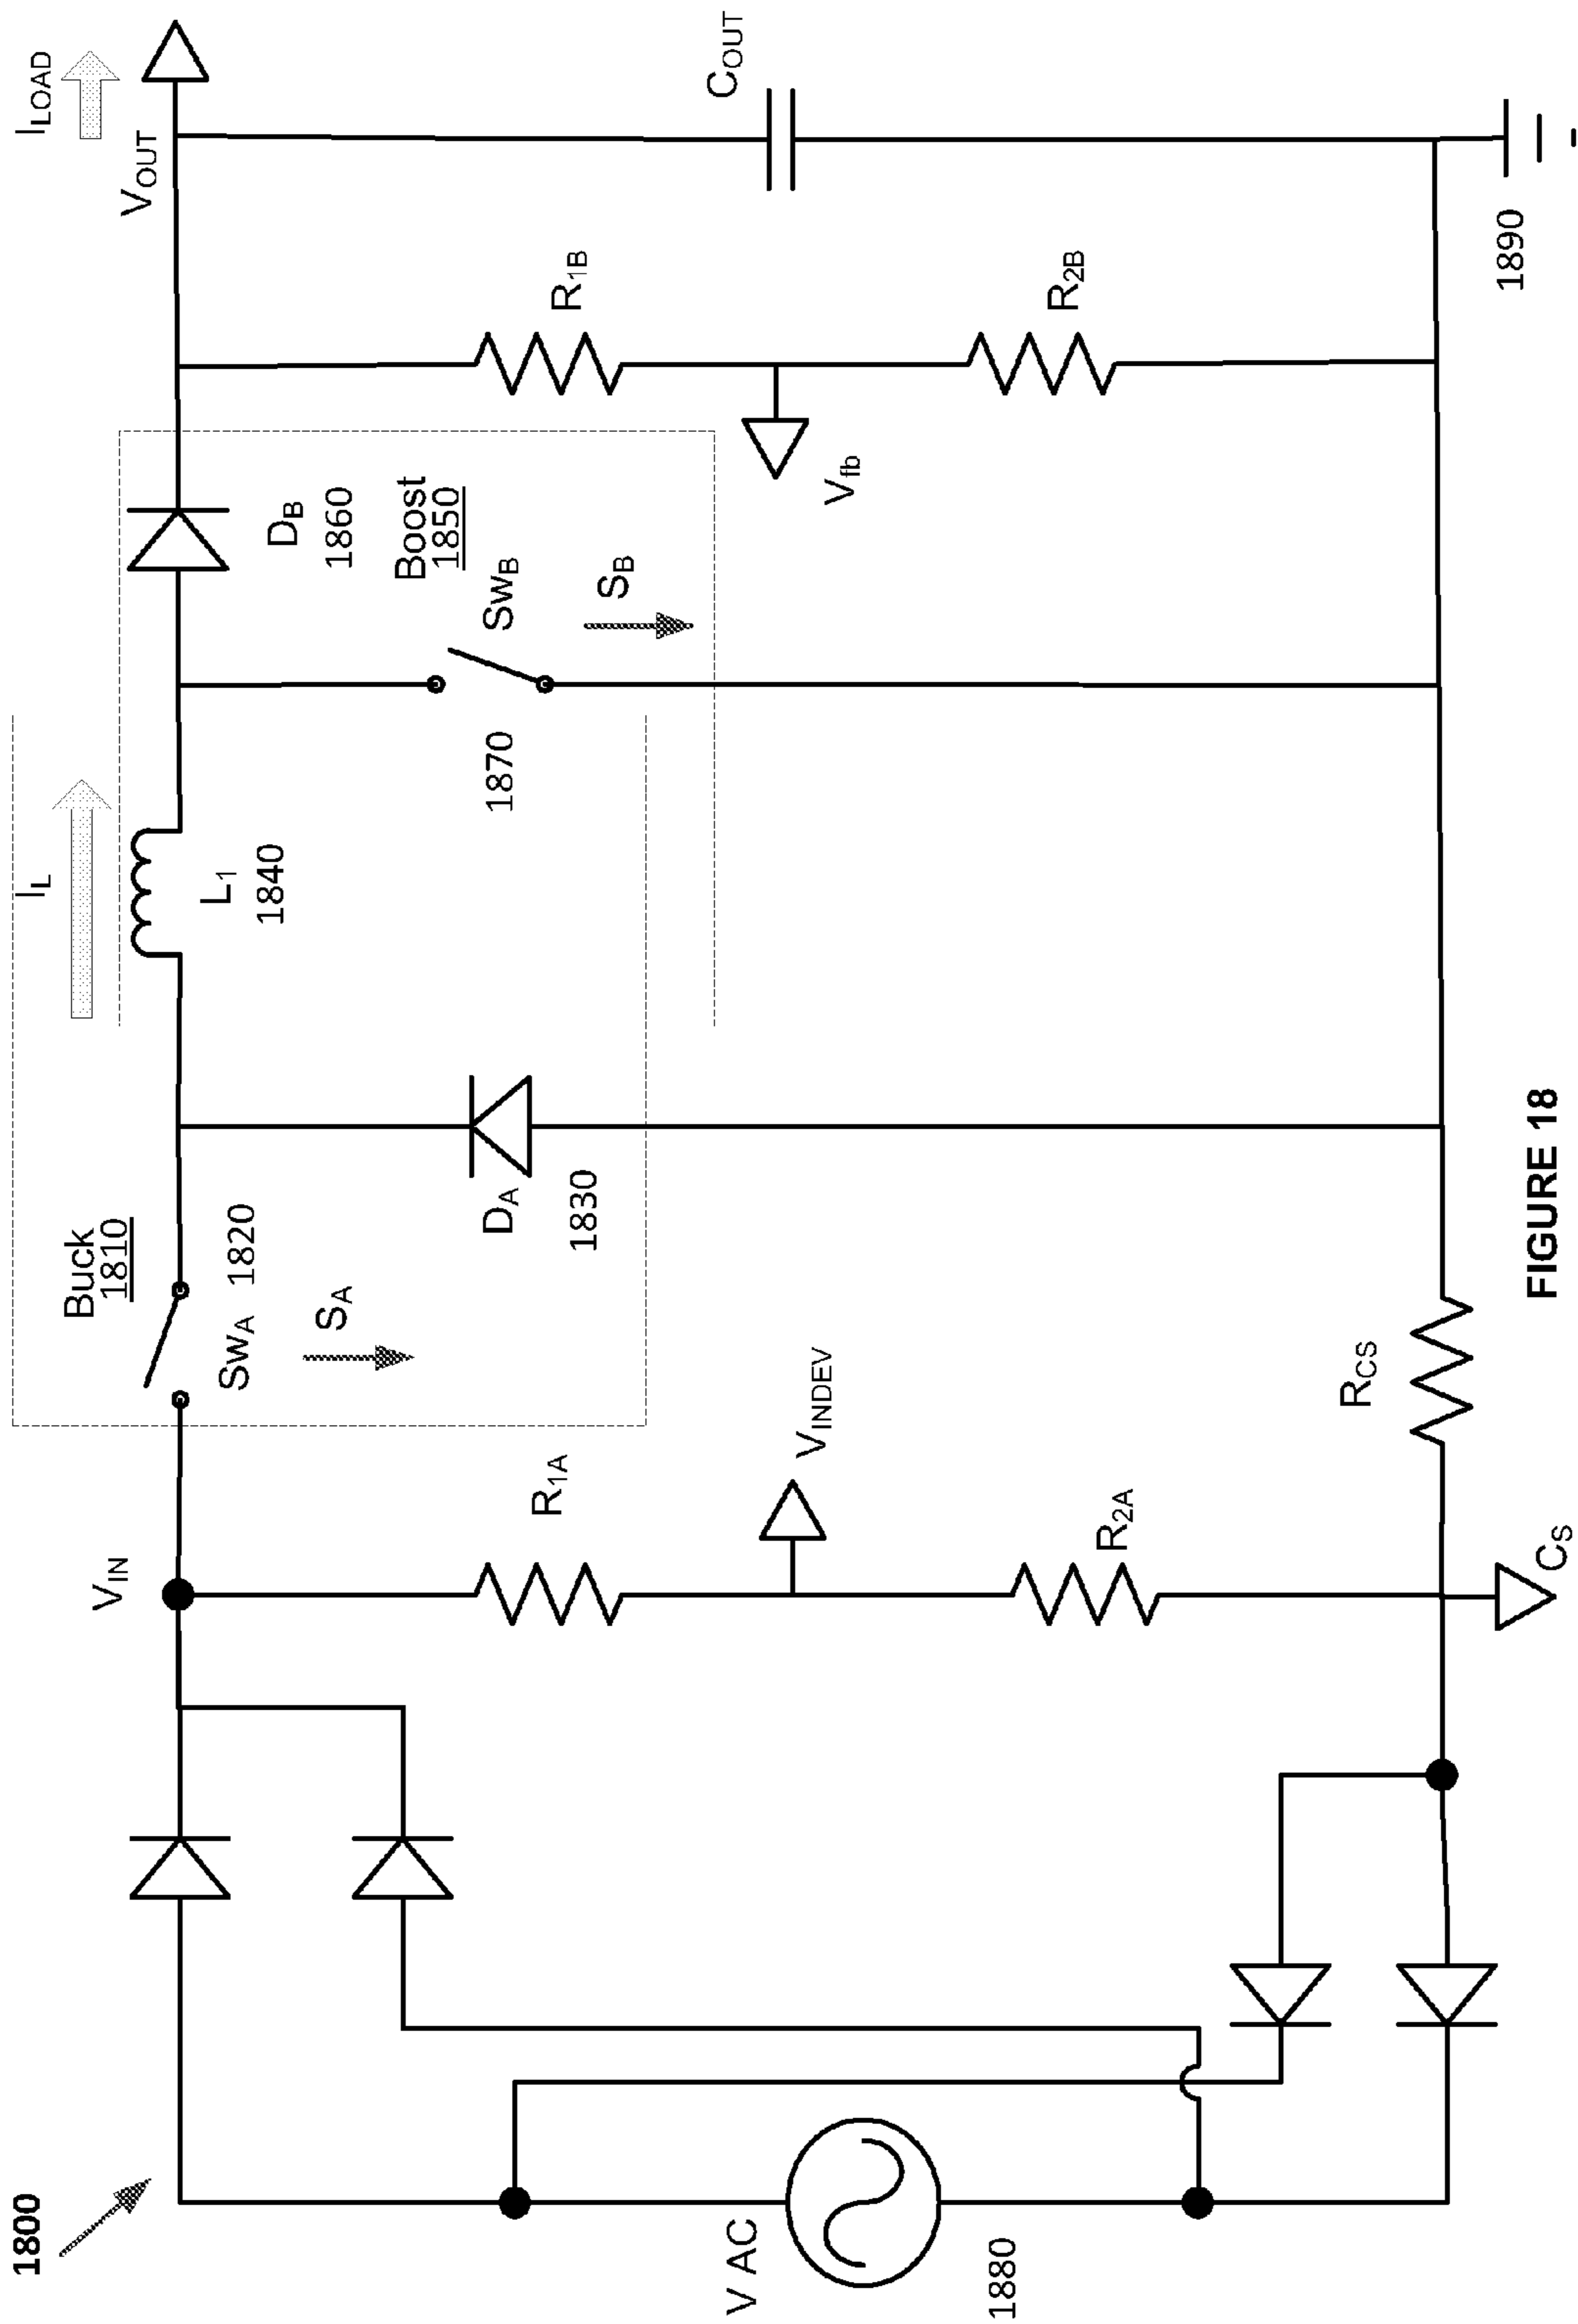 1800
V AC
1880
VIN
R1A
VINDEV
R2A
CS
RCS
Buck
1810
SWA 1820
SA
DA
1830
IL
L1
1840
1870
SWB
SB
Boost
1850
DB
1860
Vfb
R1B
R2B
VOUT
ILOAD
COUT
1890
FIGURE 18